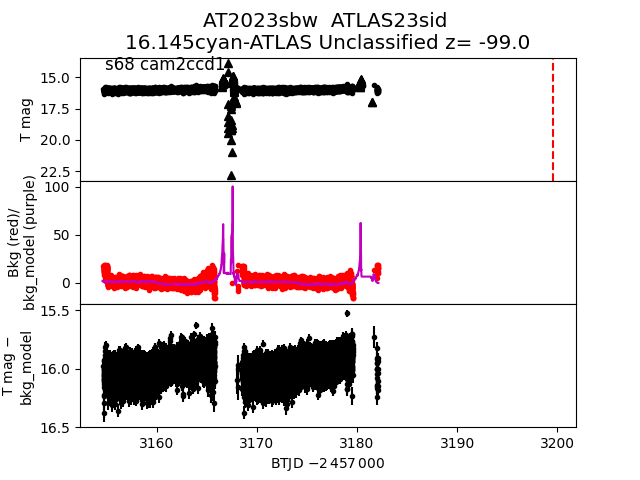 AT2023sbw  ATLAS23sid
16.145cyan-ATLAS Unclassified z= -99.0
s68 cam2ccd1
T mag
15.0
17.5
20.0
22.5
Bkg (red)/
bkg_model (purple)
100
50
0
T mag −
bkg_model
15.5
16.0
16.5
3160
3170
3180
3190
3200
BTJD −2 457 000